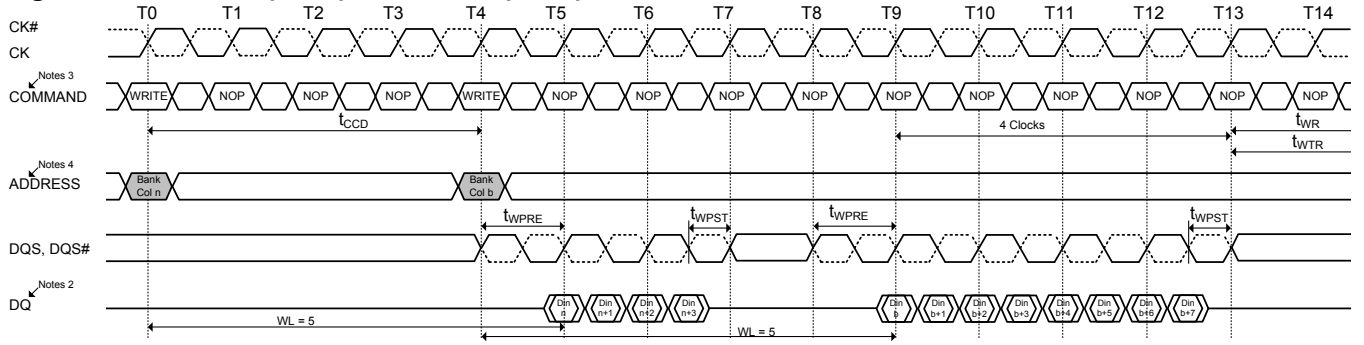 T0 T1 T2 T3 T4 T5 T6 T7 T8 T9 T10 T11 T12 T13 T14
CK#
CK
Notes 3
COMMAND
WRITE NOP NOP NOP WRITE NOP NOP NOP NOP NOP NOP NOP NOP NOP NOP
tCCD
4 Clocks
tWR
tWTR
Notes 4
ADDRESS
Bank
Col n
Bank
Col b
tWPRE tWPST tWPRE tWPST
DQS, DQS#
Notes 2
DQ
Din
n
Din
n+1
Din
n+2
Din
n+3
Din
b
Din
b+1
Din
b+2
Din
b+3
Din
b+4
Din
b+5
Din
b+6
Din
b+7
WL = 5
WL = 5